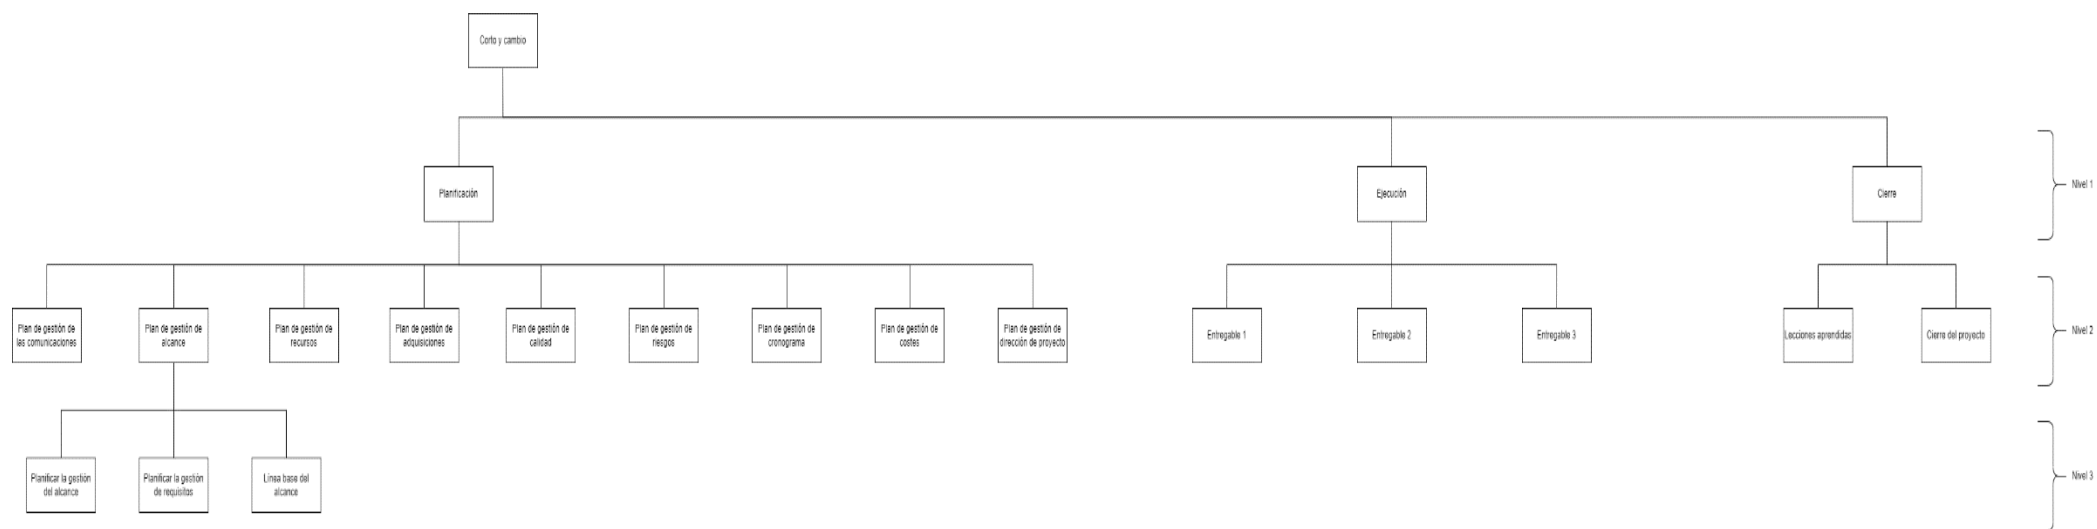 Corto y cambio
Planificación
Ejecución
Cierre
Nivel 1
Plan de gestión de
las comunicaciones
Plan de gestión de
alcance
Plan de gestión de
recursos
Plan de gestión de
adquisiciones
Plan de gestión de
calidad
Plan de gestión de
riesgos
Plan de gestión de
cronograma
Plan de gestión de
costes
Plan de gestión de
dirección de proyecto
Entregable 1
Entregable 2
Entregable 3
Lecciones aprendidas
Cierre del proyecto
Nivel 2
Planificar la gestión
del alcance
Planificar la gestión
de requisitos
Línea base del
alcance
Nivel 3